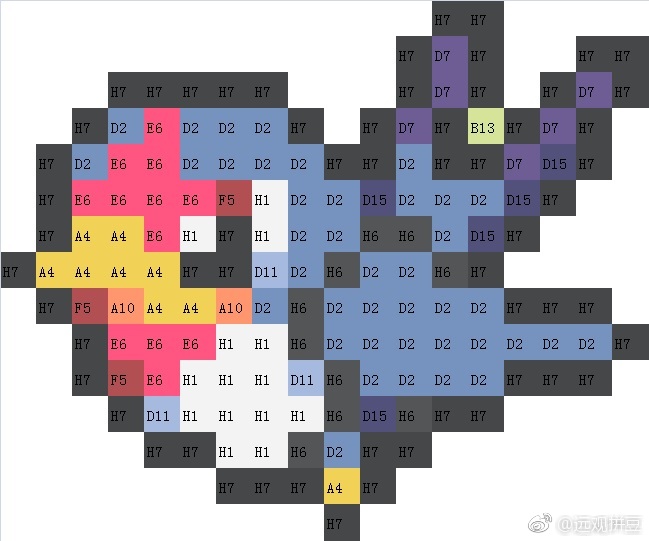 H7 H7
H7 D7 H7 H7 H7
H7 H7 H7 H7 H7 H7 D7 H7 H7 D7 H7
H7 D2 E6 D2 D2 D2 H7 H7 D7 H7 B13 H7 D7 H7
H7 D2 E6 E6 D2 D2 D2 D2 H7 H7 D2 H7 H7 D7 D15 H7
H7 E6 E6 E6 E6 F5 H1 D2 D2 D15 D2 D2 D2 D15 H7
H7 A4 A4 E6 H1 H7 H1 D2 D2 H6 H6 D2 D15 H7
H7 A4 A4 A4 A4 H7 H7 D11 D2 H6 D2 D2 H6 H7
H7 F5 A10 A4 A4 A10 D2 H6 D2 D2 D2 D2 D2 H7 H7 H7
H7 E6 E6 E6 H1 H1 H6 D2 D2 D2 D2 D2 D2 D2 D2 H7
H7 F5 E6 H1 H1 H1 D11 H6 D2 D2 D2 D2 H7 H7 H7
H7 D11 H1 H1 H1 H1 H6 D15 H6 H7 H7
H7 H7 H1 H1 H6 D2 H7 H7
H7 H7 H7 A4 H7
H7
@远观拼豆